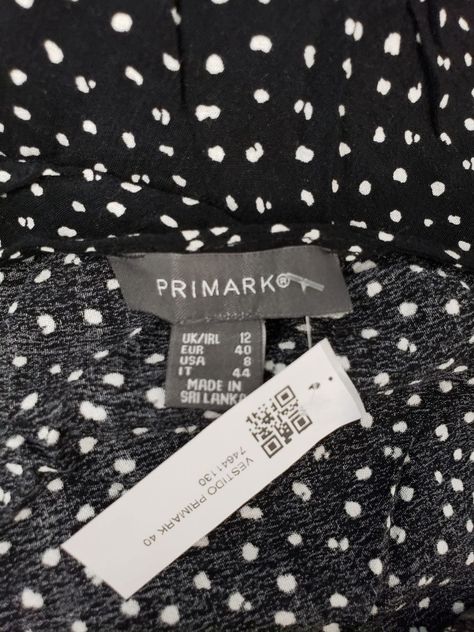 PRIMARK®
UK/IRL 12
EUR 40
USA 8
IT 44
MADE IN
SRI LANKA
VESTIDO PRIMARK 40
74641130